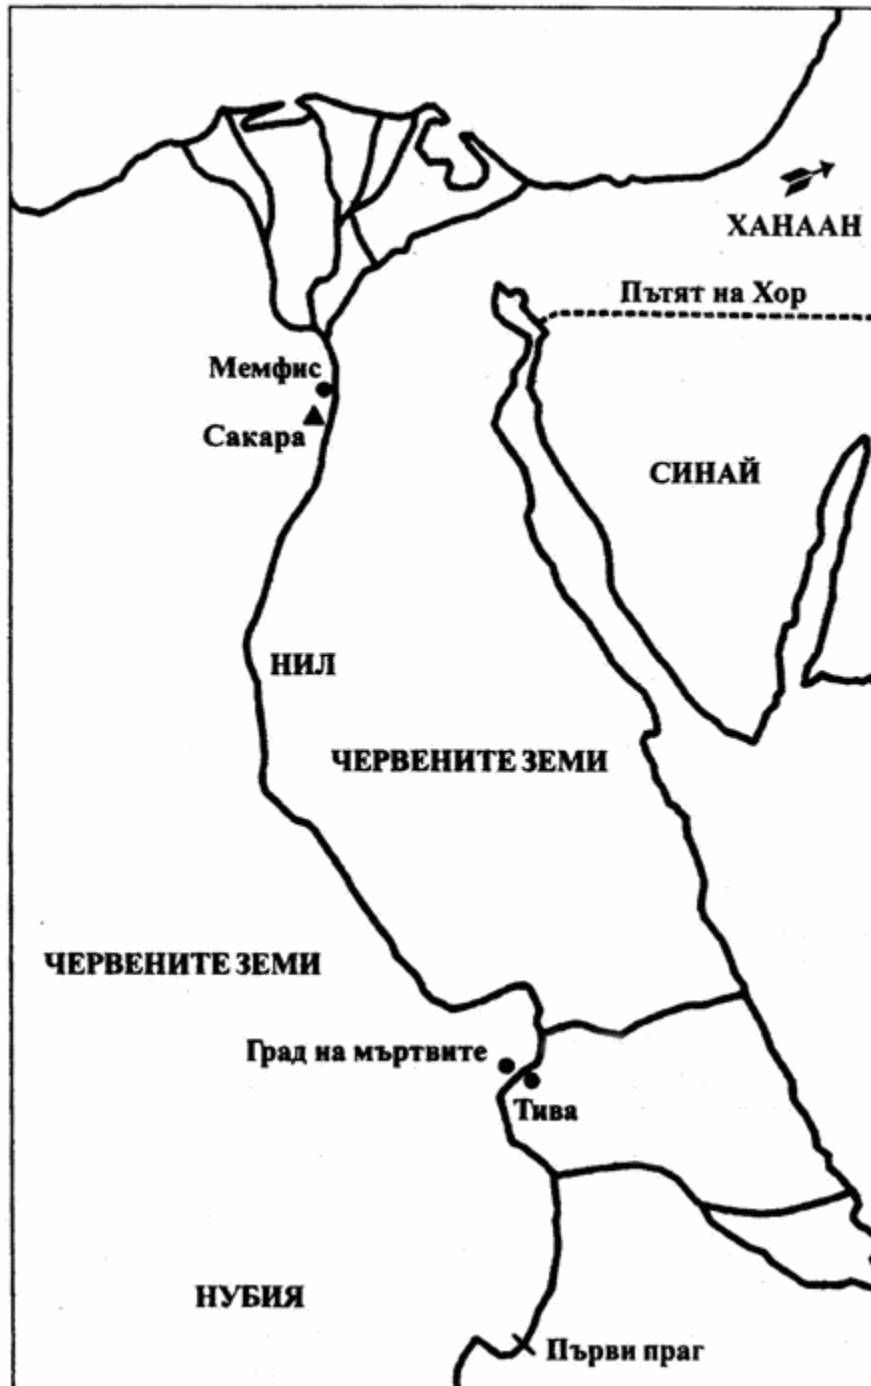 ХАНААН
Пътят на Хор
Мемфис
Сакара
СИНАЙ
НИЛ
ЧЕРВЕНИТЕ ЗЕМИ
ЧЕРВЕНИТЕ ЗЕМИ
Град на мъртвите
Тива
НУБИЯ
Първи праг